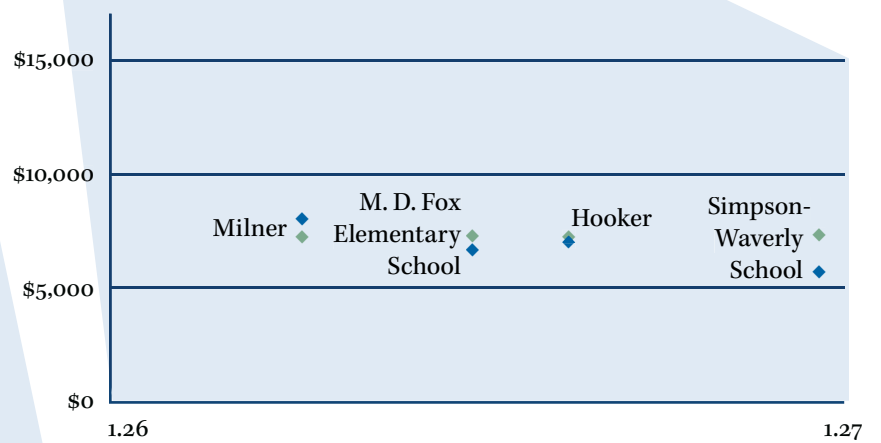 $15,000
$10,000
$5,000
$0
Milner
M. D. Fox
Elementary
School
Hooker
Simpson-
Waverly
School
1.26
1.27